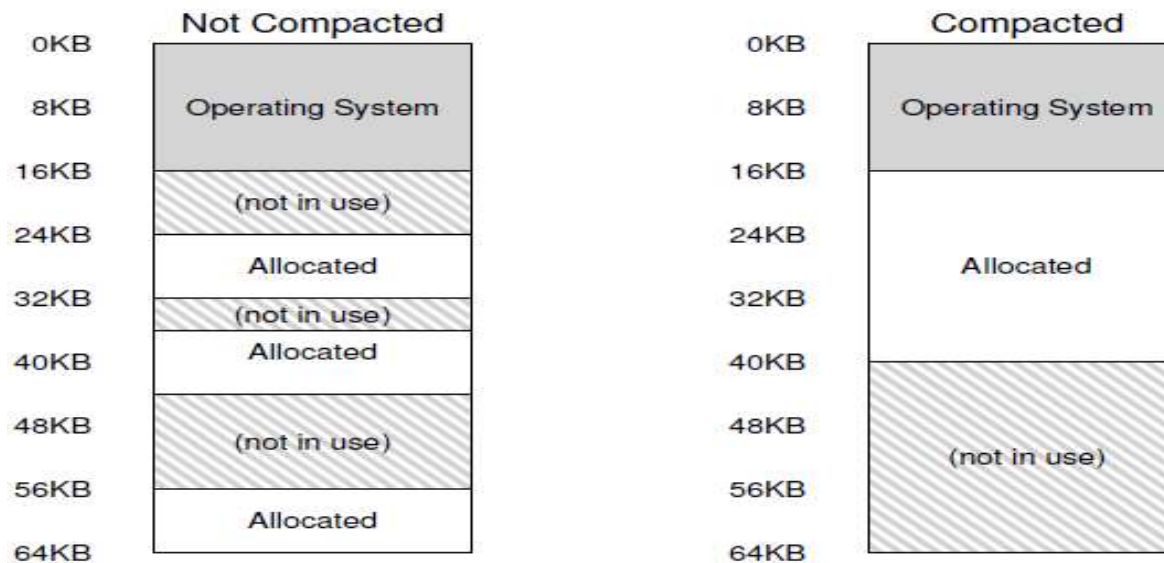 Not Compacted
0KB
8KB
Operating System
16KB
(not in use)
24KB
Allocated
32KB
(not in use)
Allocated
40KB
48KB
(not in use)
56KB
Allocated
64KB
Compacted
0KB
8KB
Operating System
16KB
24KB
Allocated
32KB
40KB
48KB
(not in use)
56KB
64KB